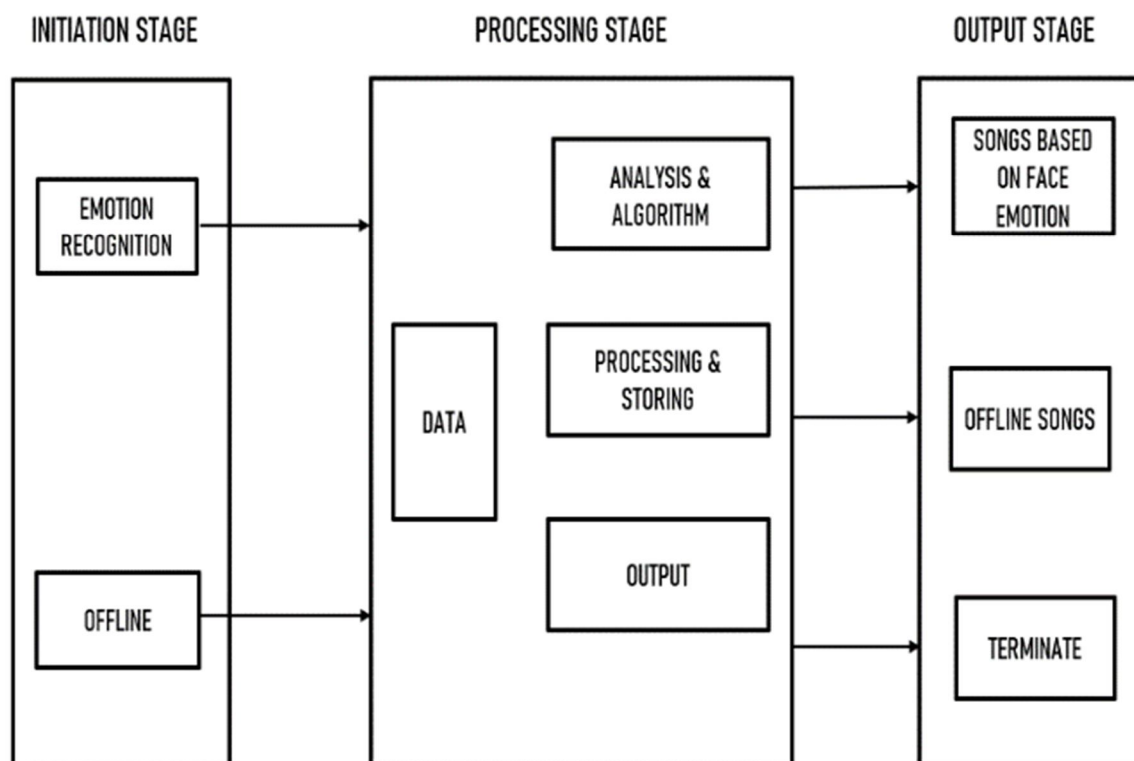 INITIATION STAGE
PROCESSING STAGE
OUTPUT STAGE
EMOTION
RECOGNITION
OFFLINE
DATA
ANALYSIS &
ALGORITHM
PROCESSING &
STORING
OUTPUT
SONGS BASED
ON FACE
EMOTION
OFFLINE SONGS
TERMINATE